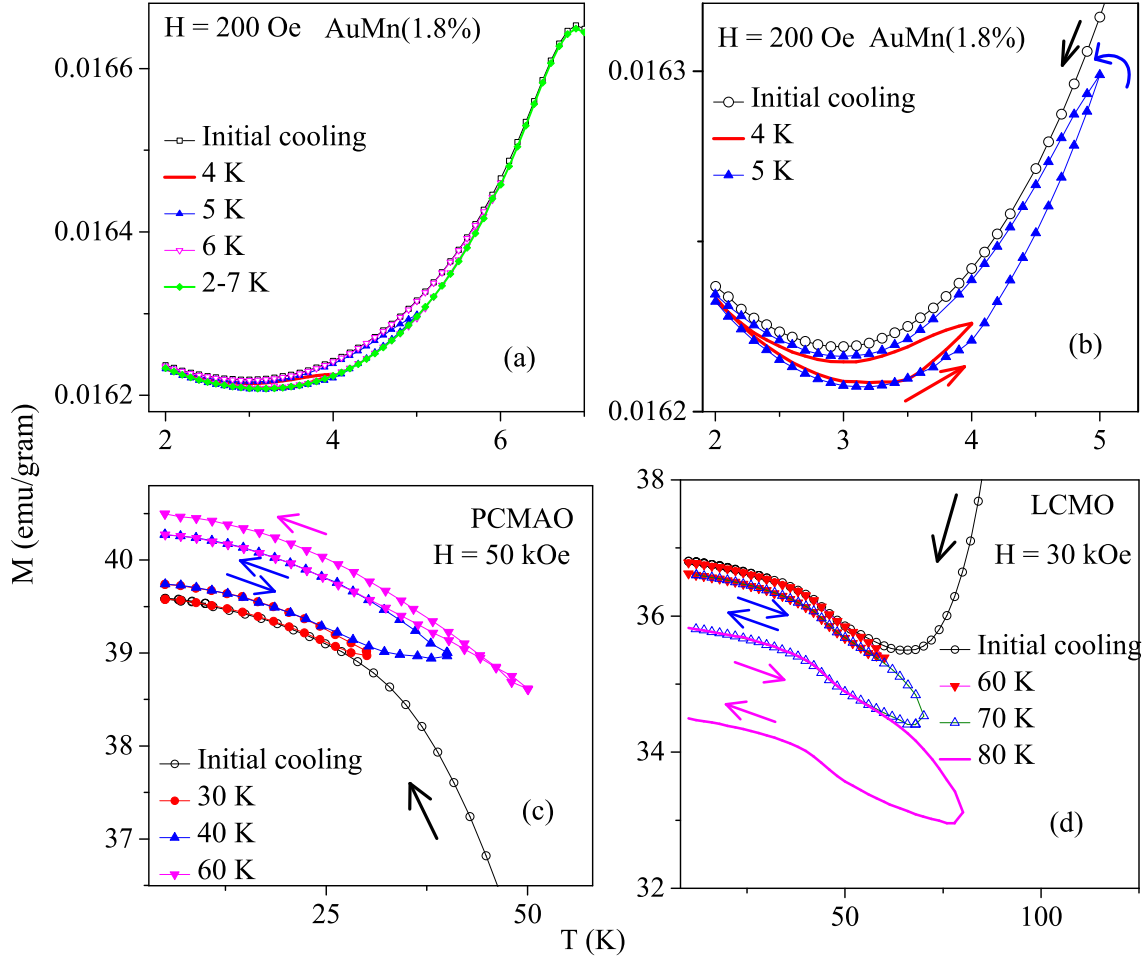 H = 200 Oe AuMn(1.8%)
0.0166
0.0164
0.0162
Initial cooling
4 K
5 K
6 K
2-7 K
(a)
2 4 6
H = 200 Oe AuMn(1.8%)
0.0163
0.0162
Initial cooling
4 K
5 K
(b)
2 3 4 5
M (emu/gram)
PCMAO
H = 50 kOe
40
39
38
37
Initial cooling
30 K
40 K
60 K
(c)
25 50
LCMO
H = 30 kOe
38
36
34
32
Initial cooling
60 K
70 K
80 K
(d)
50 100
T (K)